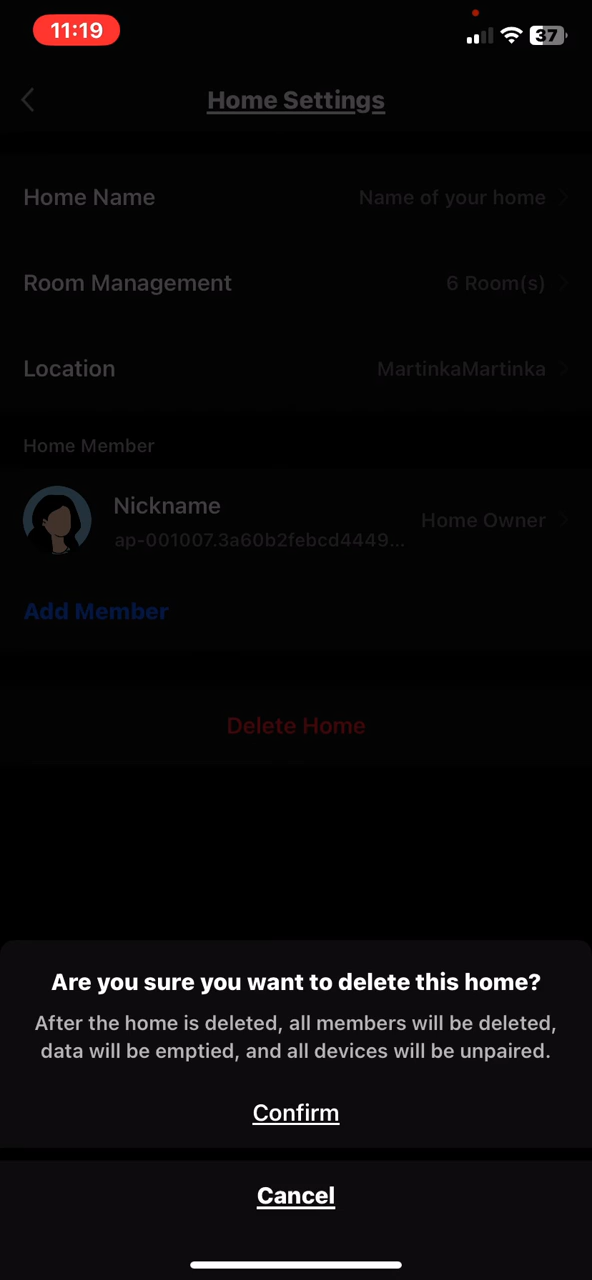 11:19
37
Home Settings
Home Name
Name of your home
Room Management
6 Room(s)
Location
MartinkaMartinka
Home Member
Nickname
Home Owner
ap-001007.3a60b2febcd4449...
Add Member
Delete Home
Are you sure you want to delete this home?
After the home is deleted, all members will be deleted,
data will be emptied, and all devices will be unpaired.
Confirm
Cancel